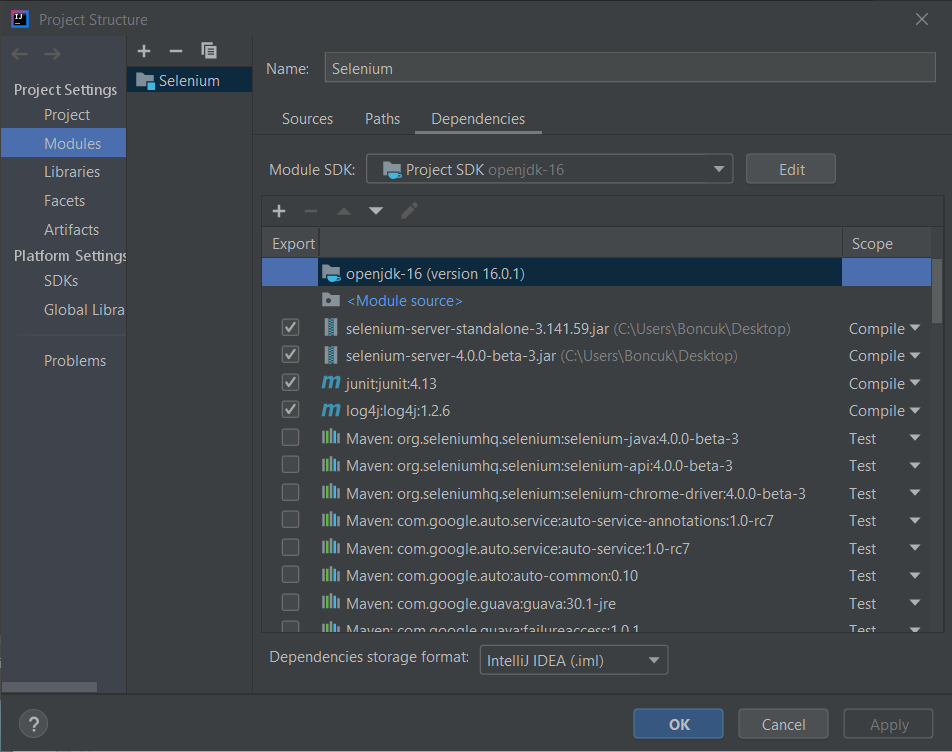 Project Structure
Project Settings
Project
Modules
Libraries
Facets
Artifacts
Platform Settings
SDKs
Global Libra
Problems
Selenium
Name: Selenium
Sources Paths Dependencies
Module SDK: Project SDK openjdk-16 Edit
Export Scope
openjdk-16 (version 16.0.1)
<Module source>
selenium-server-standalone-3.141.59.jar (C:\Users\Boncuk\Desktop) Compile
selenium-server-4.0.0-beta-3.jar (C:\Users\Boncuk\Desktop) Compile
junit:junit:4.13 Compile
log4j:log4j:1.2.6 Compile
Maven: org.seleniumhq.selenium:selenium-java:4.0.0-beta-3 Test
Maven: org.seleniumhq.selenium:selenium-api:4.0.0-beta-3 Test
Maven: org.seleniumhq.selenium:selenium-chrome-driver:4.0.0-beta-3 Test
Maven: com.google.auto.service:auto-service-annotations:1.0-rc7 Test
Maven: com.google.auto.service:auto-service:1.0-rc7 Test
Maven: com.google.auto:auto-common:0.10 Test
Maven: com.google.guava:guava:30.1-jre Test
Maven: com.google.guava:failureaccess:1.0.1 Test
Dependencies storage format: IntelliJ IDEA (.iml)
? OK Cancel Apply